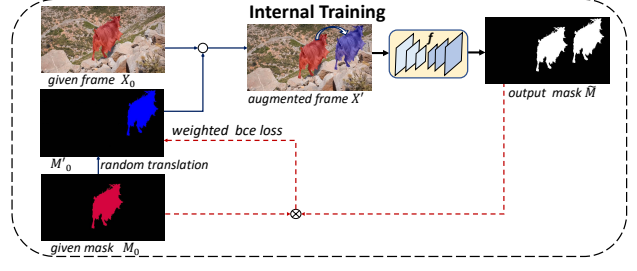 Internal Training
given frame X₀
augmented frame X'
f
output mask M̄
weighted bce loss
M'₀
random translation
given mask M₀